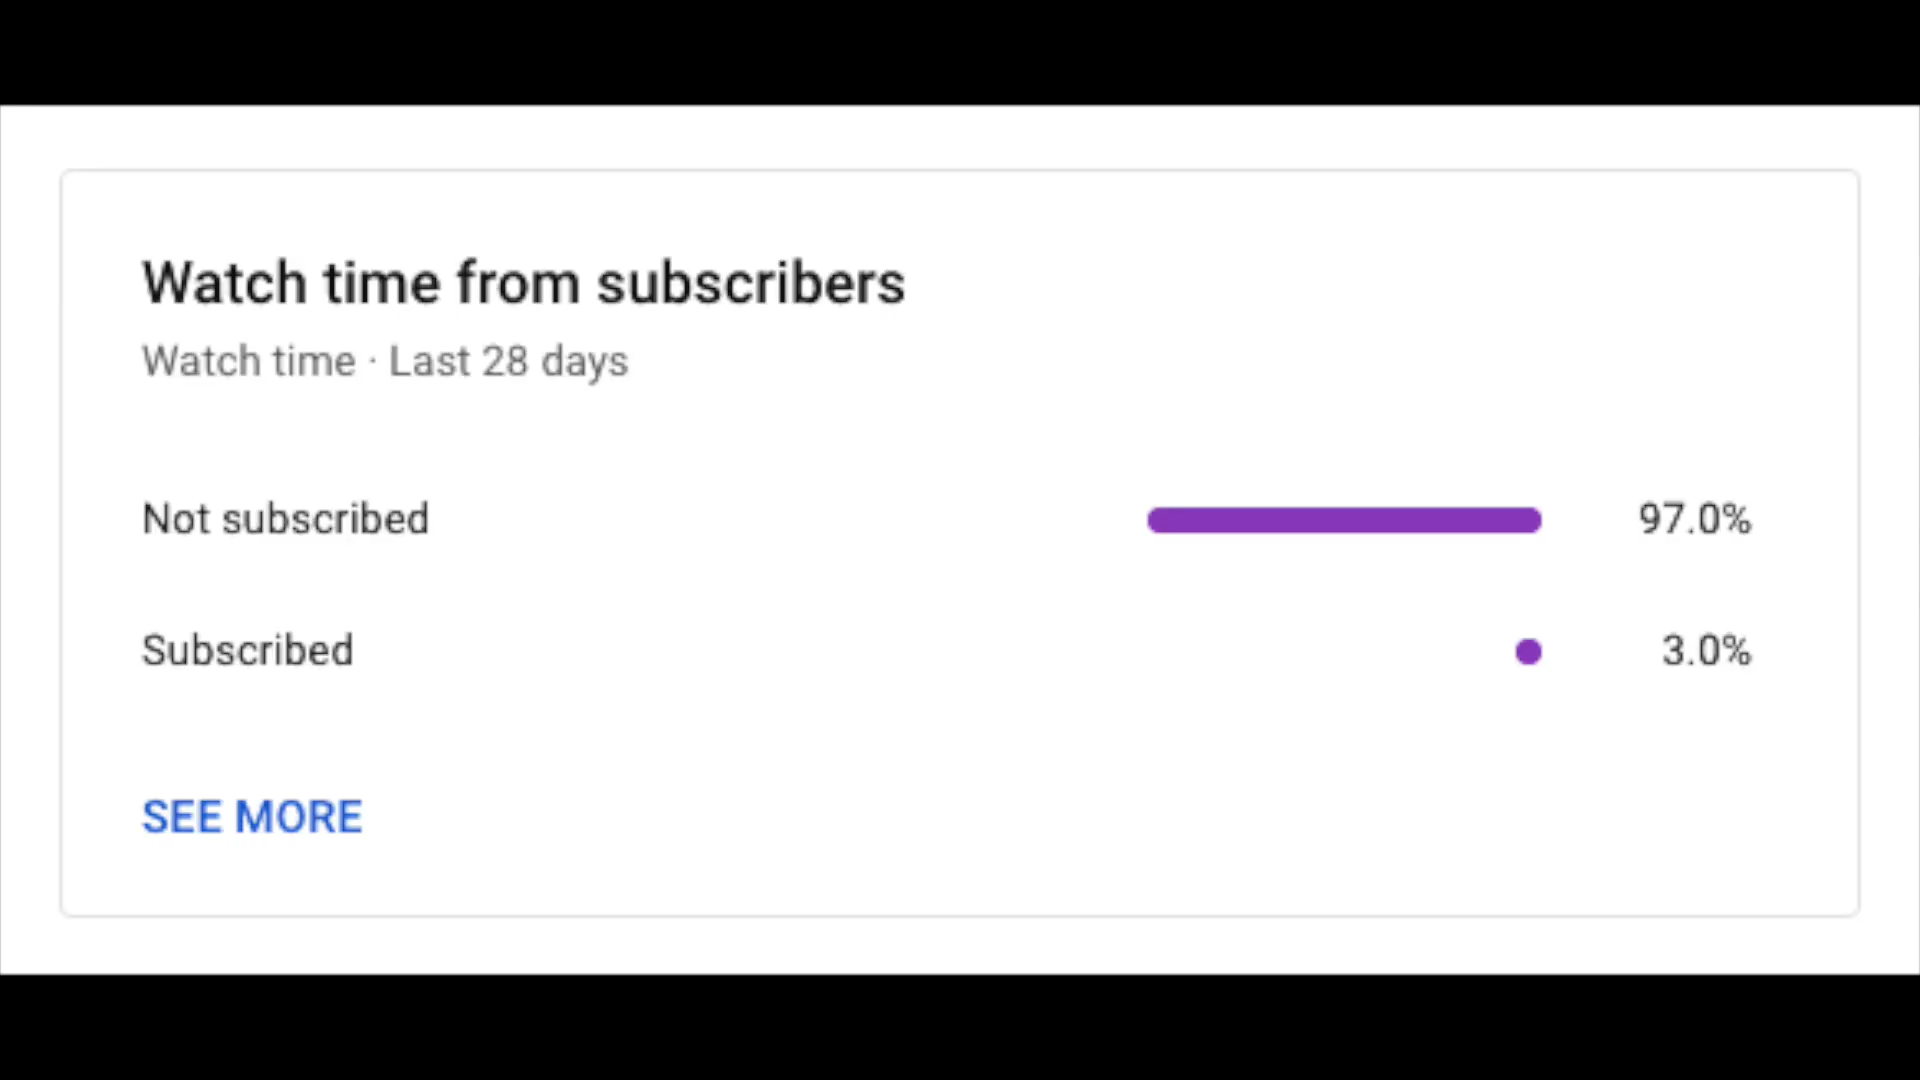 Watch time from subscribers
Watch time · Last 28 days
Not subscribed 97.0%
Subscribed 3.0%
SEE MORE